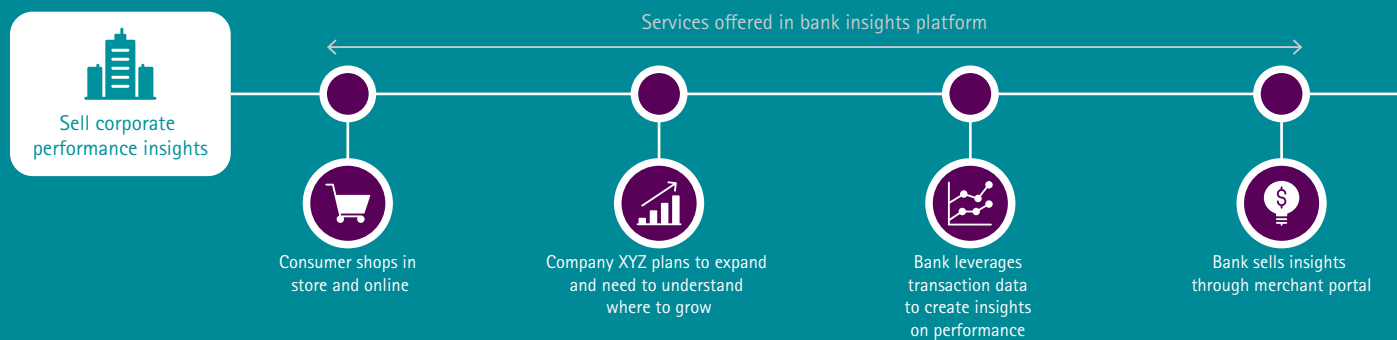 Services offered in bank insights platform
Sell corporate
performance insights
Consumer shops in
store and online
Company XYZ plans to expand
and need to understand
where to grow
Bank leverages
transaction data
to create insights
on performance
$
Bank sells insights
through merchant portal